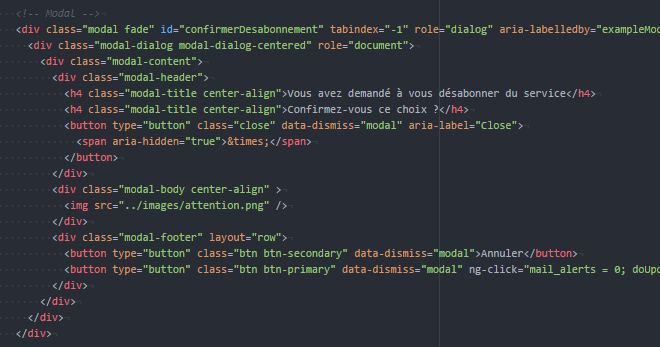 <!-- Modal -->
<div class="modal fade" id="confirmerDesabonnement" tabindex="-1" role="dialog" aria-labelledby="exampleMod
<div class="modal-dialog modal-dialog-centered" role="document">
<div class="modal-content">
<div class="modal-header">
<h4 class="modal-title center-align">Vous avez demandé à vous désabonner du service</h4>
<h4 class="modal-title center-align">Confirmez-vous ce choix ?</h4>
<button type="button" class="close" data-dismiss="modal" aria-label="Close">
<span aria-hidden="true">&times;</span>
</button>
</div>
<div class="modal-body center-align" >
<img src="../images/attention.png" />
</div>
<div class="modal-footer" layout="row">
<button type="button" class="btn btn-secondary" data-dismiss="modal">Annuler</button>
<button type="button" class="btn btn-primary" data-dismiss="modal" ng-click="mail_alerts = 0; doUpd
</div>
</div>
</div>
</div>